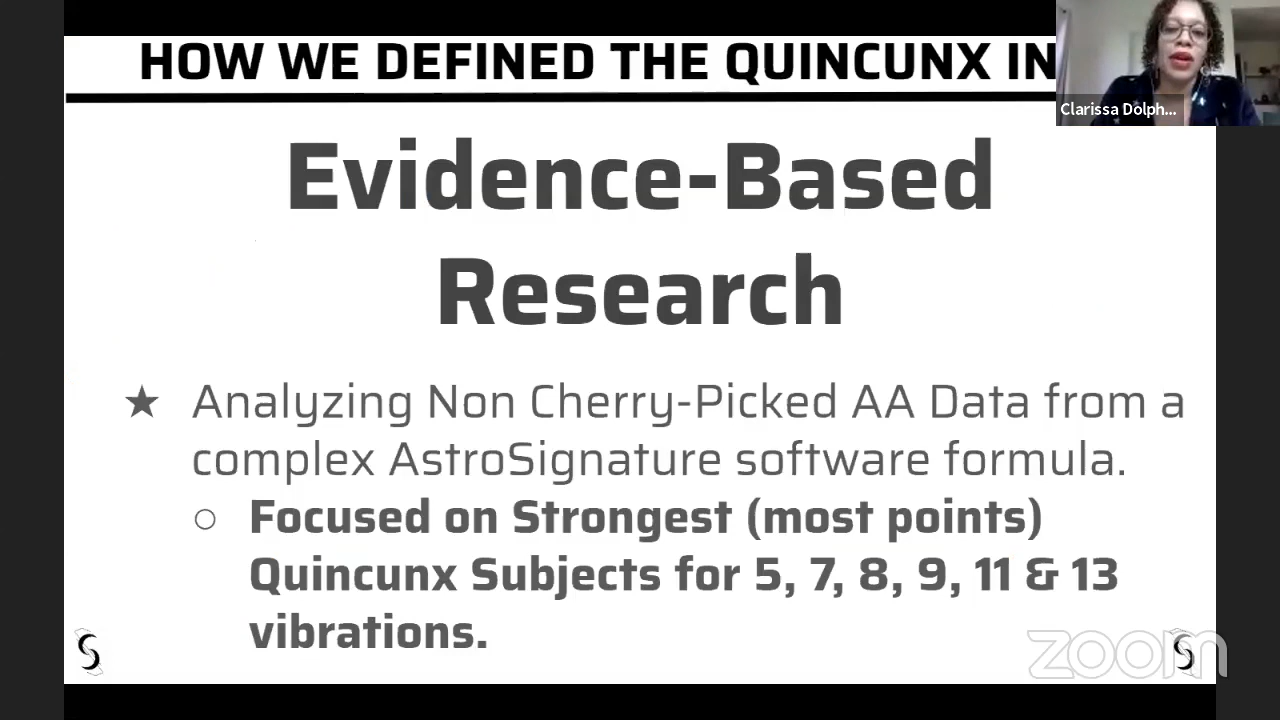 HOW WE DEFINED THE QUINCUNX IN
Clarissa Dolph...
Evidence-Based
Research
★ Analyzing Non Cherry-Picked AA Data from a
complex AstroSignature software formula.
○ Focused on Strongest (most points)
Quincunx Subjects for 5, 7, 8, 9, 11 & 13
vibrations.
zoom